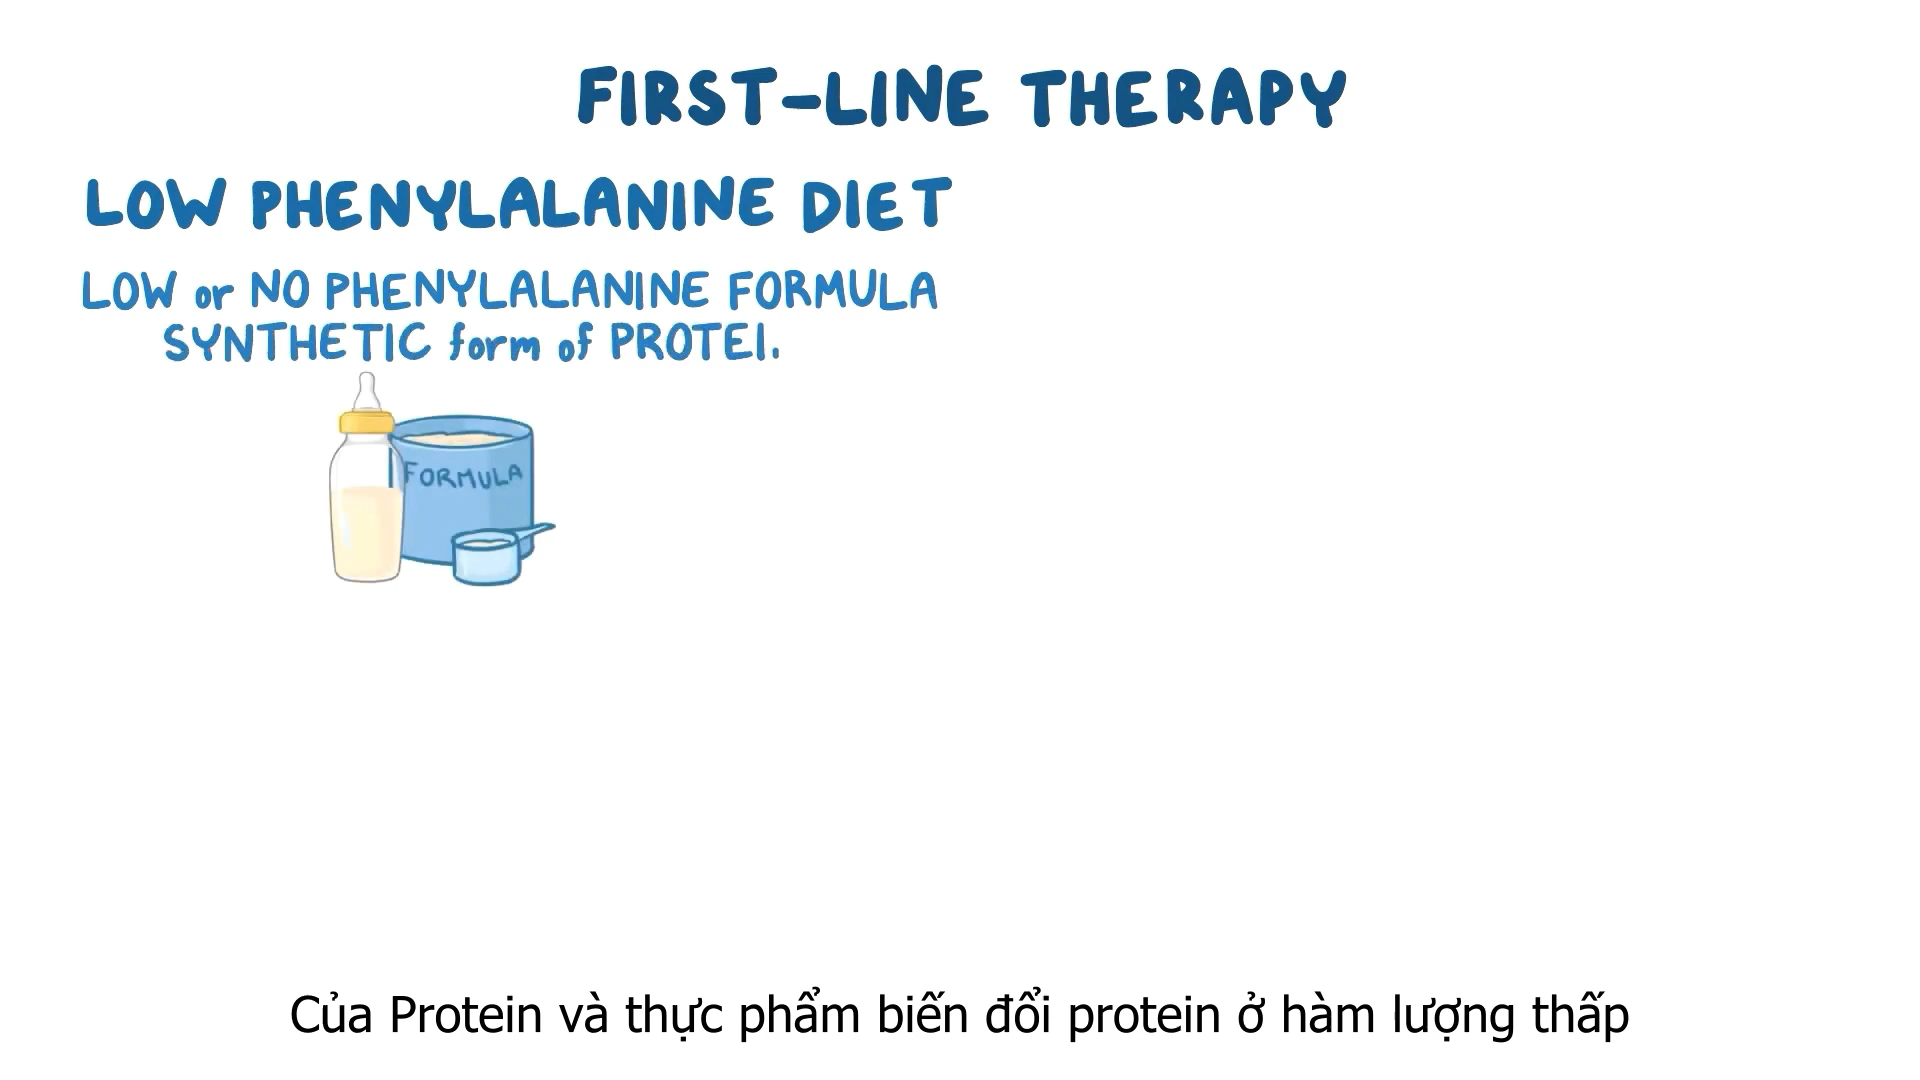 FIRST-LINE THERAPY
LOW PHENYLALANINE DIET
LOW or NO PHENYLALANINE FORMULA
SYNTHETIC form of PROTEI.
FORMULA
Của Protein và thực phẩm biến đổi protein ở hàm lượng thấp